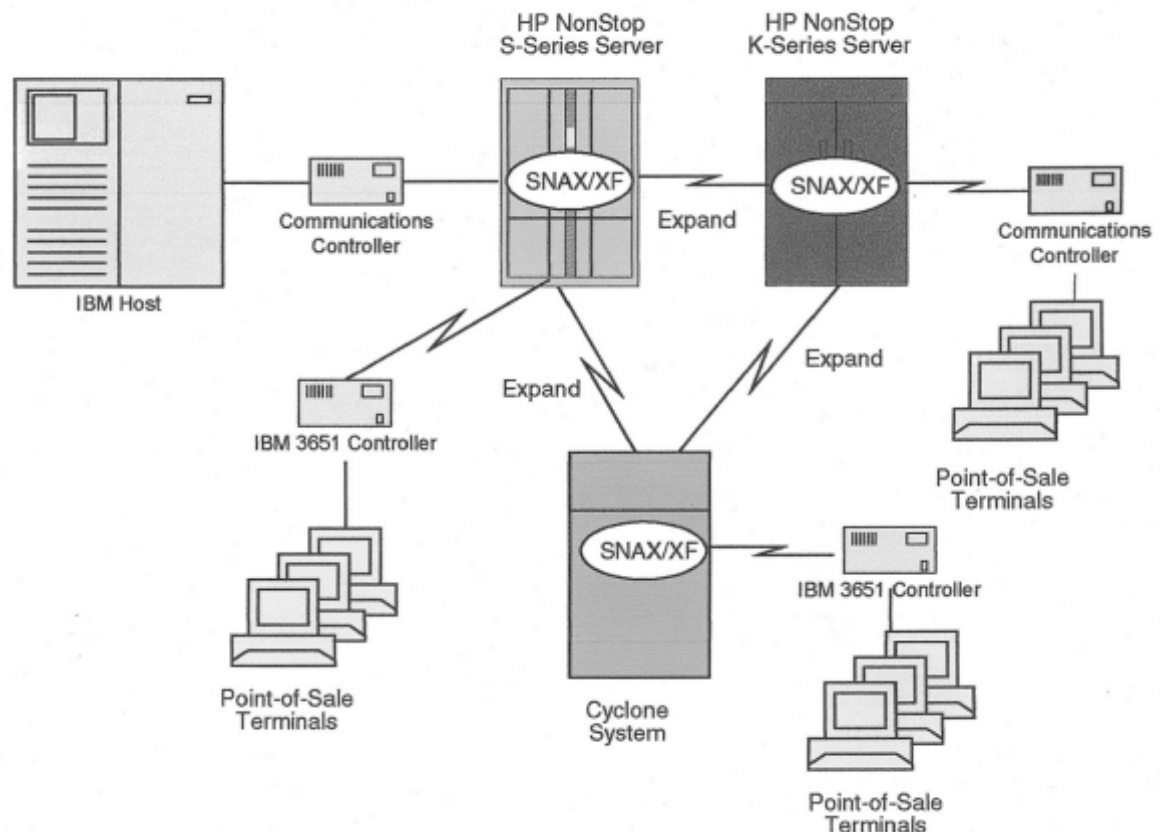 HP NonStop
S-Series Server
HP NonStop
K-Series Server
SNAX/XF
SNAX/XF
Expand
Communications
Controller
Communications
Controller
IBM Host
Expand
Expand
IBM 3651 Controller
Point-of-Sale
Terminals
SNAX/XF
IBM 3651 Controller
Point-of-Sale
Terminals
Cyclone
System
Point-of-Sale
Terminals